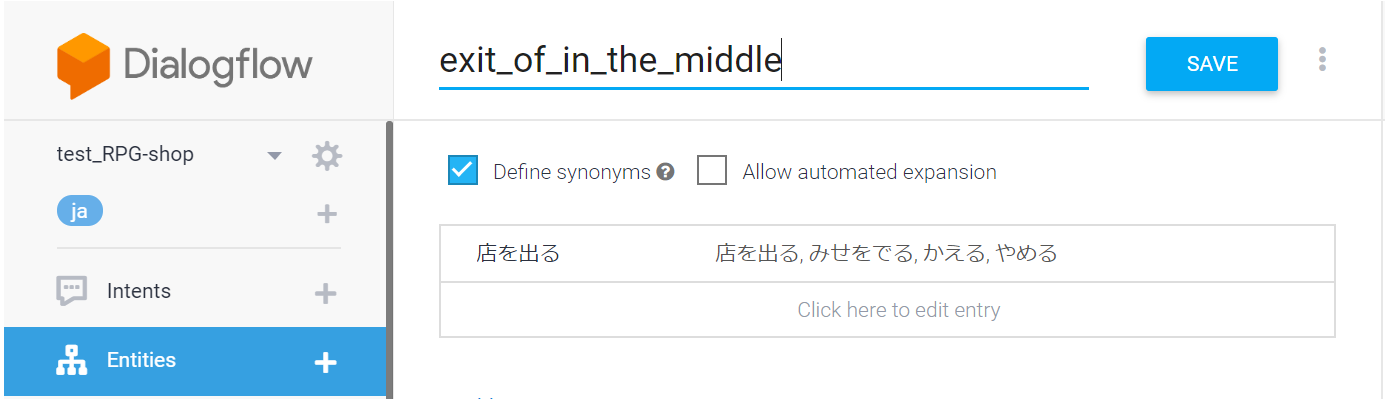 Dialogflow
exit_of_in_the_middle
SAVE
test_RPG-shop
ja
Define synonyms
Allow automated expansion
店を出る
店を出る, みせをでる, かえる, やめる
Intents
Click here to edit entry
Entities